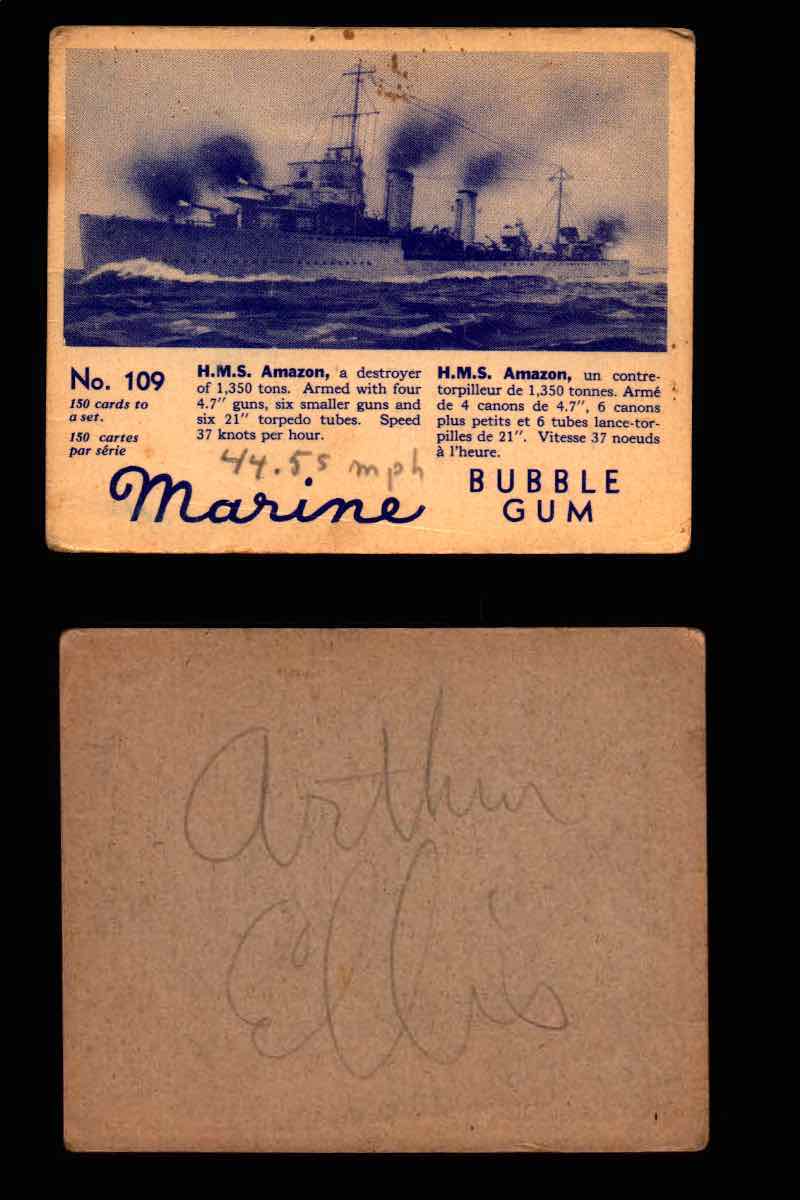 No. 109
150 cards to
a set.
150 cartes
par série
H.M.S. Amazon, a destroyer
of 1,350 tons. Armed with four
4.7" guns, six smaller guns and
six 21" torpedo tubes. Speed
37 knots per hour.
44.55 mph
H.M.S. Amazon, un contre-
torpilleur de 1,350 tonnes. Armé
de 4 canons de 4.7", 6 canons
plus petits et 6 tubes lance-tor-
pilles de 21". Vitesse 37 noeuds
à l'heure.
Marine
BUBBLE
GUM
Arthur
Ellis